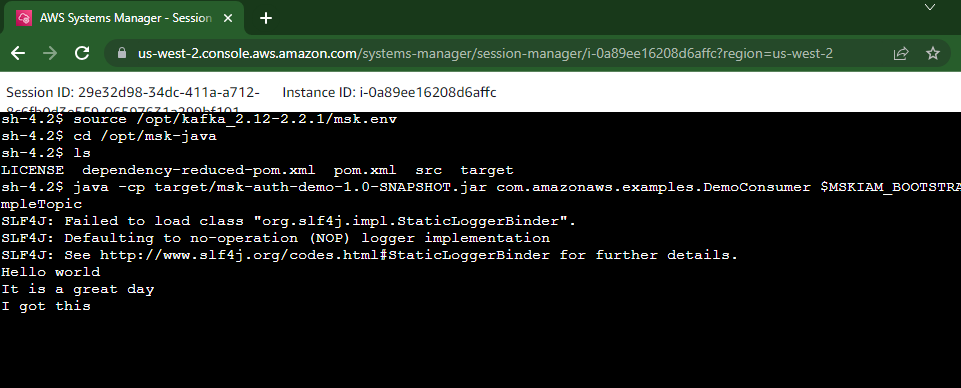 AWS Systems Manager - Session
us-west-2.console.aws.amazon.com/systems-manager/session-manager/i-0a89ee16208d6affc?region=us-west-2
Session ID: 29e32d98-34dc-411a-a712- Instance ID: i-0a89ee16208d6affc
sh-4.2$ source /opt/kafka_2.12-2.2.1/msk.env
sh-4.2$ cd /opt/msk-java
sh-4.2$ ls
LICENSE  dependency-reduced-pom.xml  pom.xml  src  target
sh-4.2$ java -cp target/msk-auth-demo-1.0-SNAPSHOT.jar com.amazonaws.examples.DemoConsumer $MSKIAM_BOOTSTRA
mpleTopic
SLF4J: Failed to load class "org.slf4j.impl.StaticLoggerBinder".
SLF4J: Defaulting to no-operation (NOP) logger implementation
SLF4J: See http://www.slf4j.org/codes.html#StaticLoggerBinder for further details.
Hello world
It is a great day
I got this